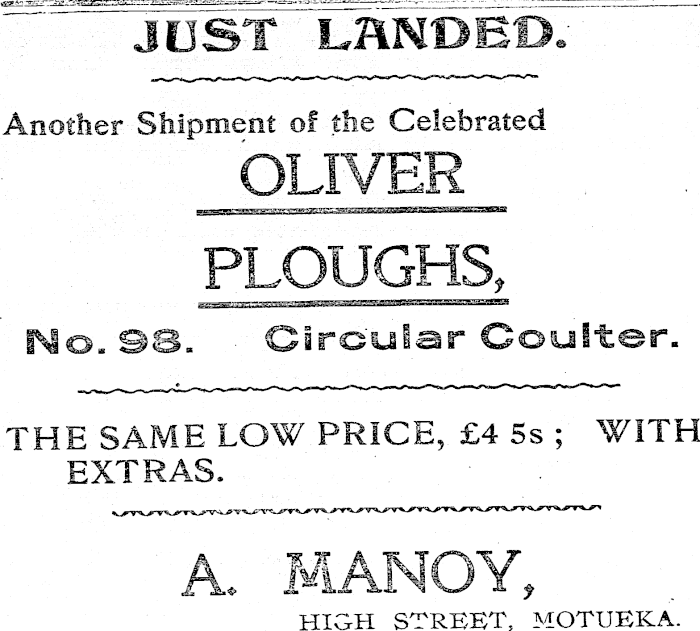 JUST LANDED.
Another Shipment of the Celebrated
OLIVER
PLOUGHS,
No. 98. Circular Coulter.
THE SAME LOW PRICE, £4 5s ; WITH
EXTRAS.
A. MANOY,
HIGH STREET, MOTUEKA.